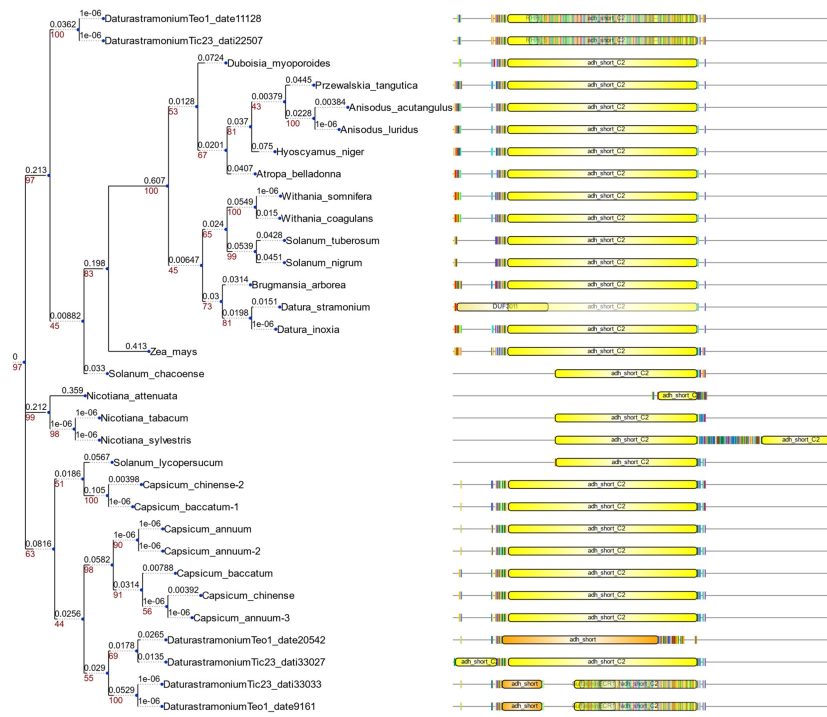 1e-06 DaturastramoniumTeo1_date11128
0.0362
100
1e-06 DaturastramoniumTic23_dati22507
0.0724 Duboisia_myoporoides adh_short_C2
0.0445 Przewalskia_tangutica adh_short_C2
0.00379
43
0.00384 Anisodus_acutangulus adh_short_C2
0.0128
53
0.0228
100
0.037
81
1e-06 Anisodus_luridus adh_short_C2
0.0201
67
0.075 Hyoscyamus_niger adh_short_C2
0.213
97
0.0407 Atropa_belladonna adh_short_C2
0.607
100
1e-06 Withania_somnifera adh_short_C2
0.0549
100
0.015 Withania_coagulans adh_short_C2
0.024
65
0.0428 Solanum_tuberosum adh_short_C2
0.0539
99
0.0451 Solanum_nigrum adh_short_C2
0.198
83
0.00647
45
0.0314 Brugmansia_arborea adh_short_C2
0.03
73
0.0151 Datura_stramonium adh_short_C2
0.0198
81
0.00882
45
1e-06 Datura_inoxia adh_short_C2
0.413 Zea_mays adh_short_C2
0
97
0.033 Solanum_chacoense adh_short_C2
0.359 Nicotiana_attenuata adh_short_C
0.212
99
1e-06 Nicotiana_tabacum adh_short_C2
1e-06
98
1e-06 Nicotiana_sylvestris adh_short_C2 adh_short_C2
0.0567 Solanum_lycopersucum adh_short_C2
0.0186
51
0.00398 Capsicum_chinense-2 adh_short_C2
0.105
100
1e-06 Capsicum_baccatum-1 adh_short_C2
1e-06 Capsicum_annuum adh_short_C2
1e-06
90
0.0816
63
1e-06 Capsicum_annuum-2 adh_short_C2
0.0582
98
0.00788 Capsicum_baccatum adh_short_C2
0.0314
91
0.00392 Capsicum_chinense adh_short_C2
1e-06
56
0.0256
44
1e-06 Capsicum_annuum-3 adh_short_C2
0.0265 DaturastramoniumTeo1_date20542 adh_short
0.0178
69
0.0135 DaturastramoniumTic23_dati33027 adh_short_C adh_short_C2
0.029
55
1e-06 DaturastramoniumTic23_dati33033 adh_short
0.0529
100
1e-06 DaturastramoniumTeo1_date9161 adh_short